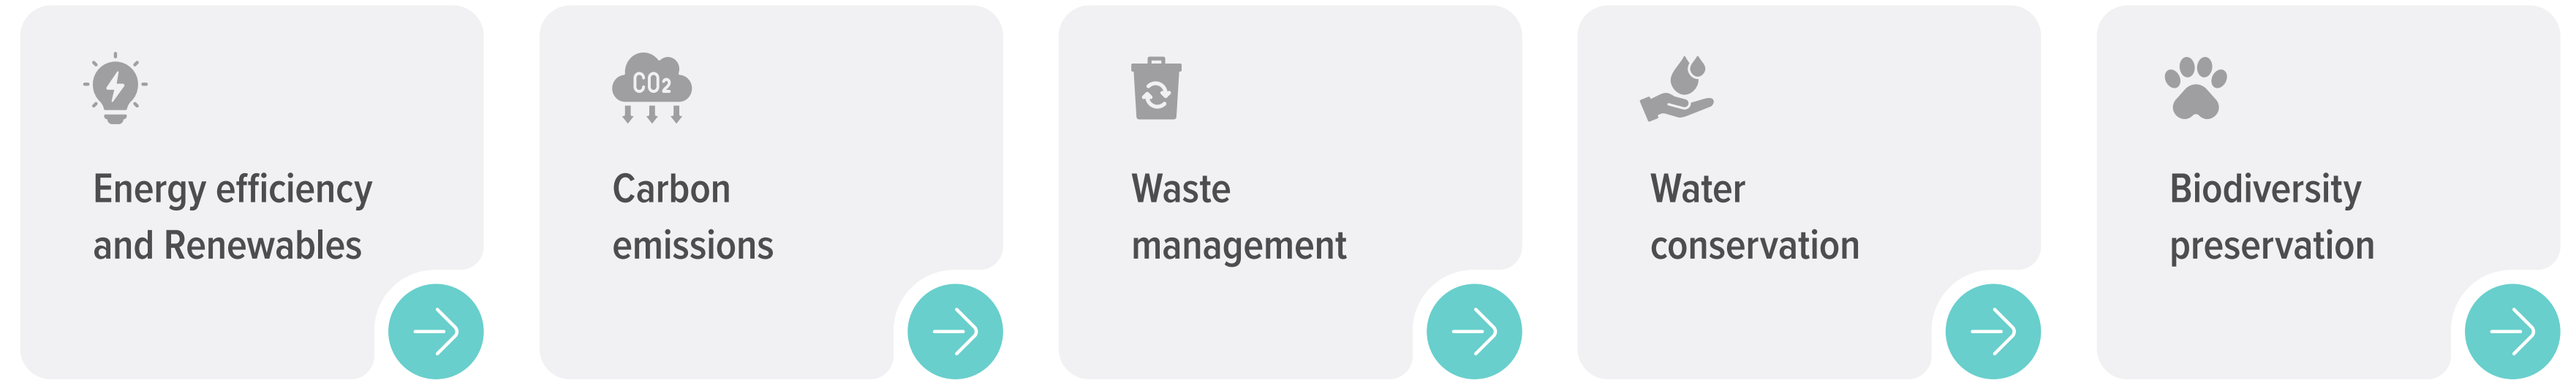 CO2
Energy efficiency
and Renewables
Carbon
emissions
Waste
management
Water
conservation
Biodiversity
preservation